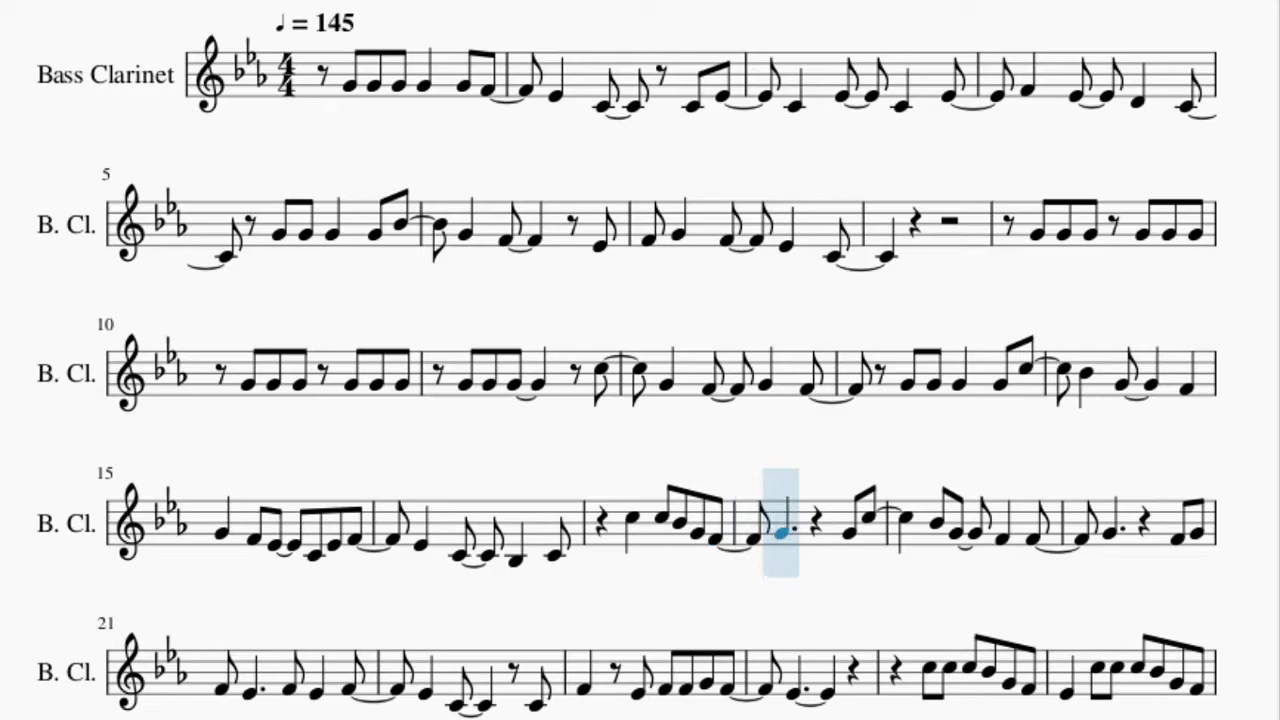 ♩ = 145
Bass Clarinet
5
B. Cl.
10
B. Cl.
15
B. Cl.
21
B. Cl.